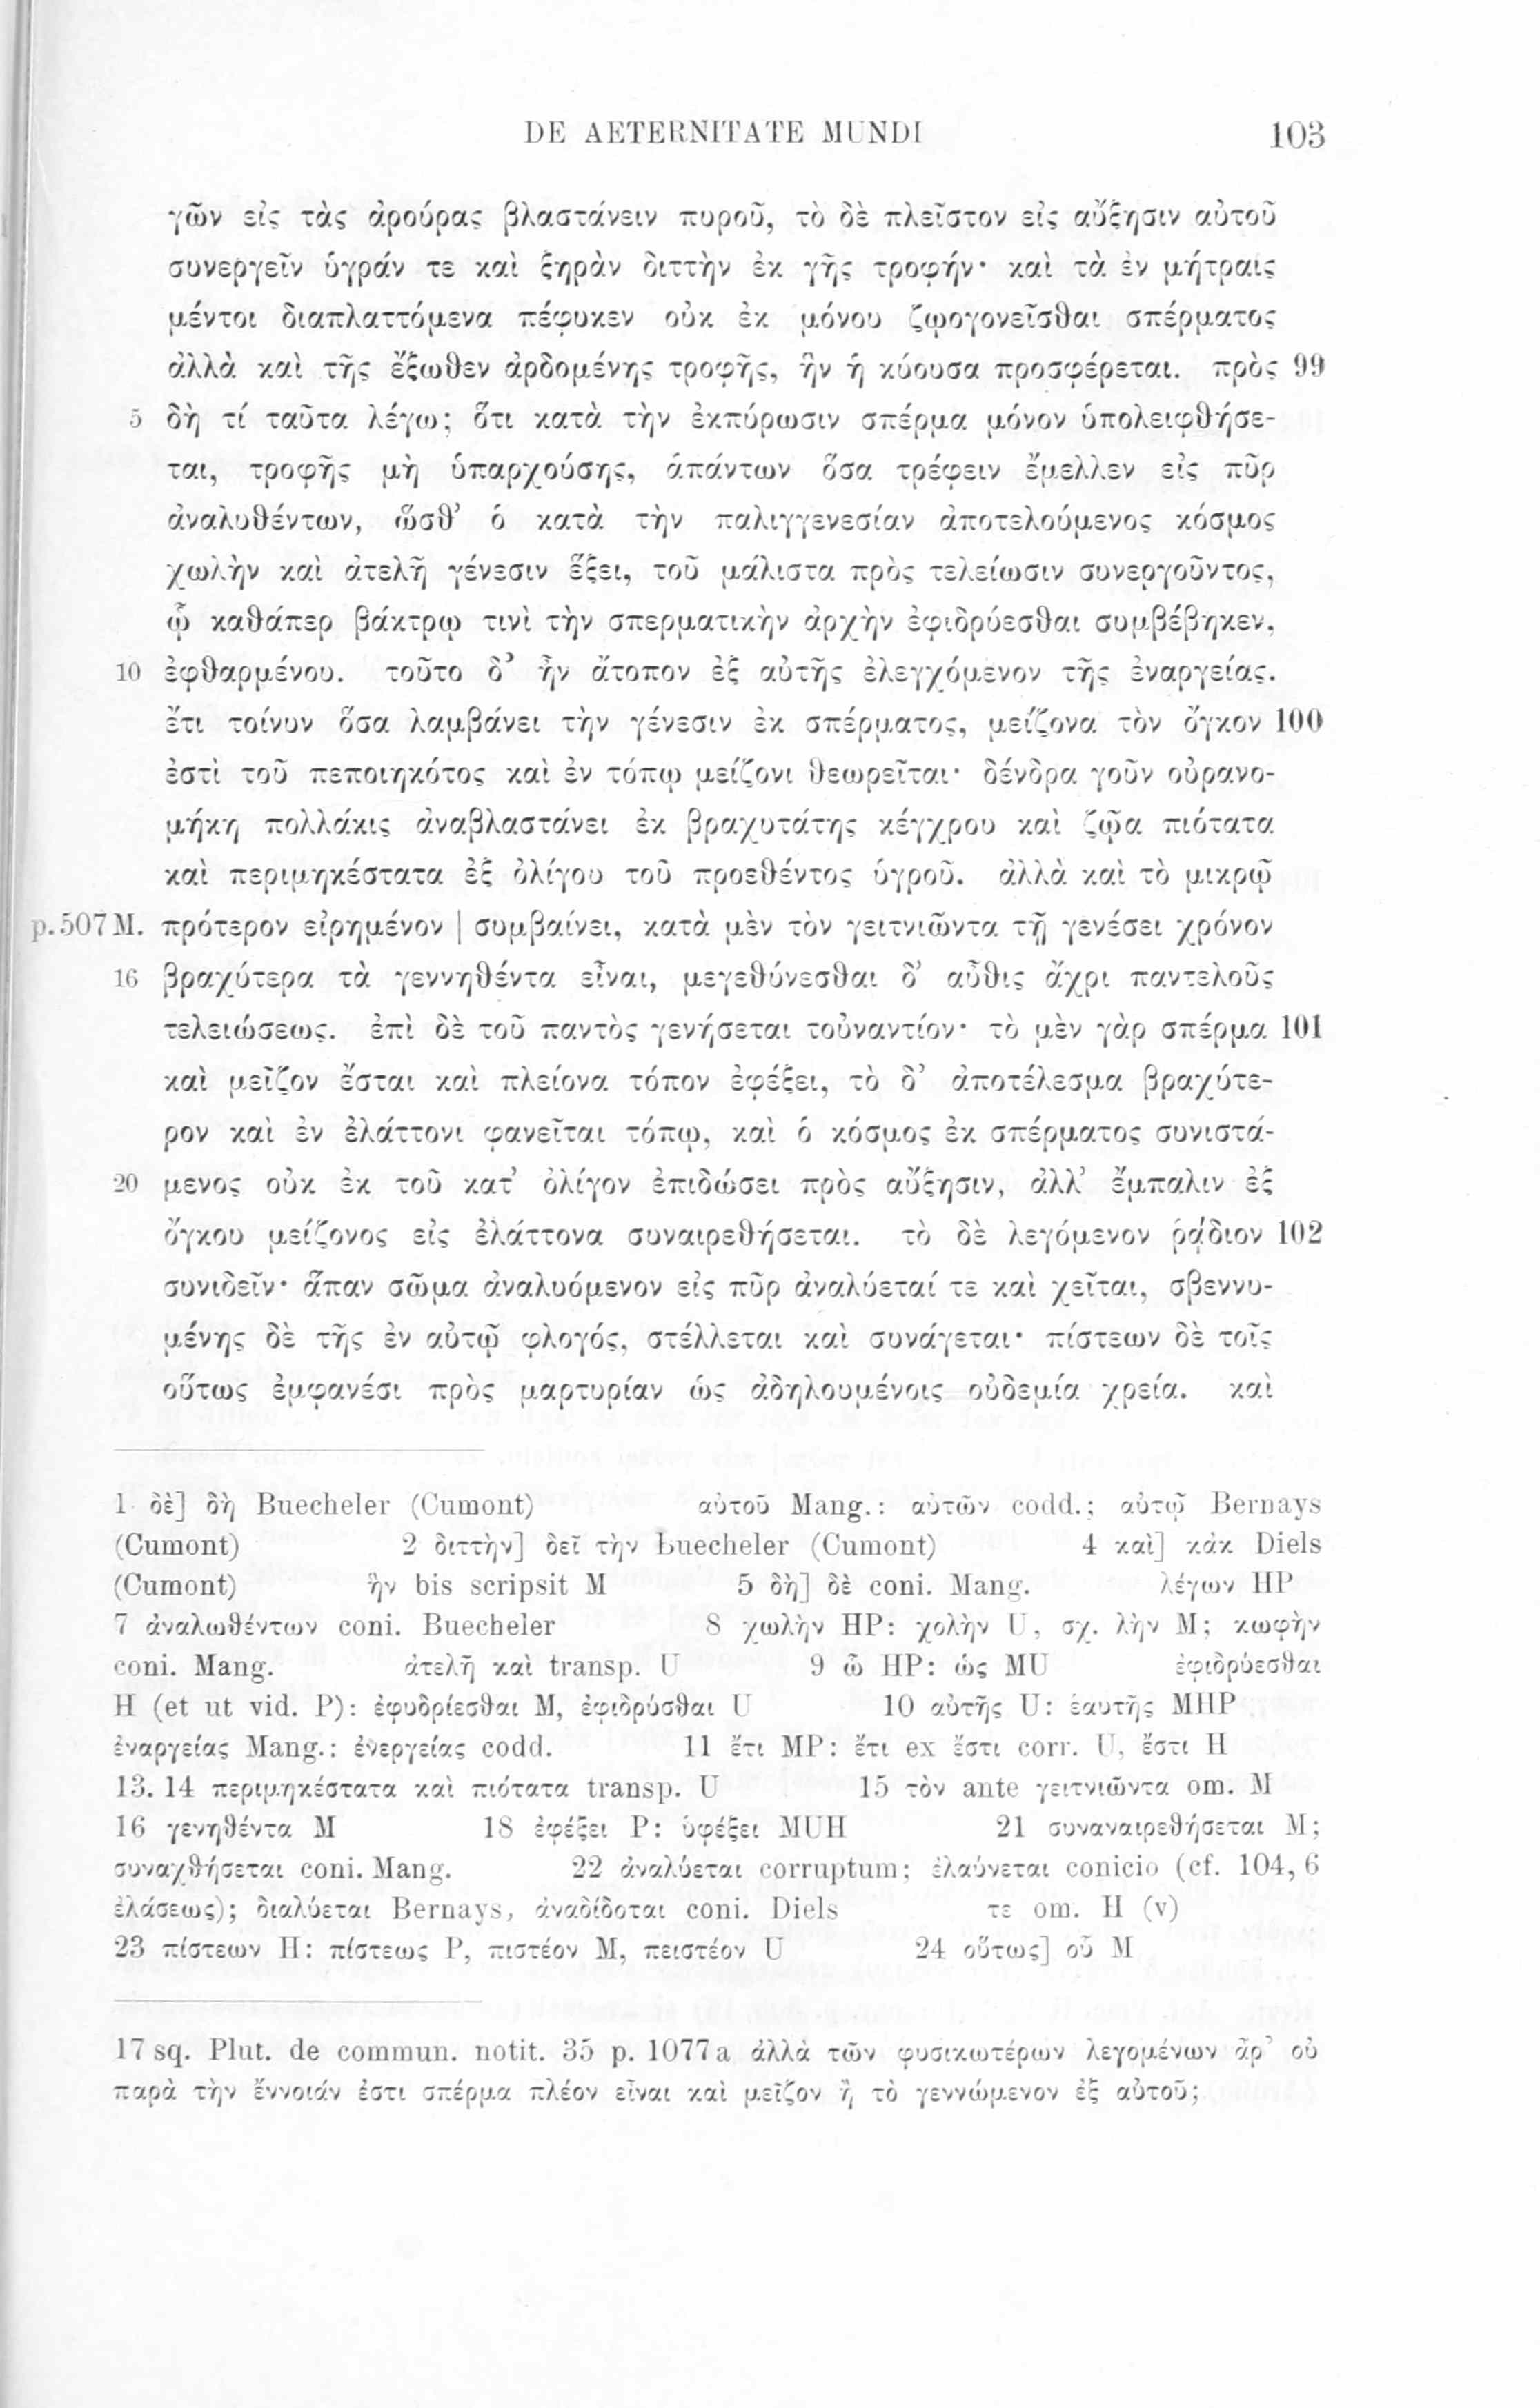 DE AETERNITATE MUNDI 103
γῶν εἰς τὰς ἀρούρας βλαστάνειν πυροῦ, τὸ δὲ πλεῖστον εἰς αὔξησιν αὐτοῦ
συνεργεῖν ὑγράν τε καὶ ξηρὰν διττὴν ἐκ γῆς τροφήν· καὶ τὰ ἐν μήτραις
μέντοι διαπλαττόμενα πέφυκεν οὐκ ἐκ μόνου ζῳογονεῖσθαι σπέρματος
ἀλλὰ καὶ τῆς ἔξωθεν ἀρδομένης τροφῆς, ἣν ἡ κύουσα προσφέρεται. πρὸς 99
5 δὴ τί ταῦτα λέγω; ὅτι κατὰ τὴν ἐκπύρωσιν σπέρμα μόνον ὑπολειφθήσε-
ται, τροφῆς μὴ ὑπαρχούσης, ἁπάντων ὅσα τρέφειν ἔμελλεν εἰς πῦρ
ἀναλυθέντων, ὥσθ’ ὁ κατὰ τὴν παλιγγενεσίαν ἀποτελούμενος κόσμος
χωλὴν καὶ ἀτελῆ γένεσιν ἕξει, τοῦ μάλιστα πρὸς τελείωσιν συνεργοῦντος,
ᾧ καθάπερ βάκτρῳ τινὶ τὴν σπερματικὴν ἀρχὴν ἐφιδρύεσθαι συμβέβηκεν,
10 ἐφθαρμένου. τοῦτο δ’ ἦν ἄτοπον ἐξ αὐτῆς ἐλεγχόμενον τῆς ἐναργείας.
ἔτι τοίνυν ὅσα λαμβάνει τὴν γένεσιν ἐκ σπέρματος, μείζονα τὸν ὄγκον 100
ἐστὶ τοῦ πεποιηκότος καὶ ἐν τόπῳ μείζονι θεωρεῖται· δένδρα γοῦν οὐρανο-
μήκη πολλάκις ἀναβλαστάνει ἐκ βραχυτάτης κέγχρου καὶ ζῷα πιότατα
καὶ περιμηκέστατα ἐξ ὀλίγου τοῦ προεθέντος ὑγροῦ. ἀλλὰ καὶ τὸ μικρῷ
p. 507 M. πρότερον εἰρημένον | συμβαίνει, κατὰ μὲν τὸν γειτνιῶντα τῇ γενέσει χρόνον
16 βραχύτερα τὰ γεννηθέντα εἶναι, μεγεθύνεσθαι δ’ αὖθις ἄχρι παντελοῦς
τελειώσεως. ἐπὶ δὲ τοῦ παντὸς γενήσεται τοὐναντίον· τὸ μὲν γὰρ σπέρμα 101
καὶ μεῖζον ἔσται καὶ πλείονα τόπον ἐφέξει, τὸ δ’ ἀποτέλεσμα βραχύτε-
ρον καὶ ἐν ἐλάττονι φανεῖται τόπῳ, καὶ ὁ κόσμος ἐκ σπέρματος συνιστά-
20 μενος οὐκ ἐκ τοῦ κατ’ ὀλίγον ἐπιδώσει πρὸς αὔξησιν, ἀλλ’ ἔμπαλιν ἐξ
ὄγκου μείζονος εἰς ἐλάττονα συναιρεθήσεται. τὸ δὲ λεγόμενον ῥᾴδιον 102
συνιδεῖν· ἅπαν σῶμα ἀναλυόμενον εἰς πῦρ ἀναλύεταί τε καὶ χεῖται, σβεννυ-
μένης δὲ τῆς ἐν αὐτῷ φλογός, στέλλεται καὶ συνάγεται· πίστεων δὲ τοῖς
οὕτως ἐμφανέσι πρὸς μαρτυρίαν ὡς ἀδηλουμένοις οὐδεμία χρεία. καὶ
1 δὲ] δὴ Buecheler (Cumont) αὐτοῦ Mang.: αὐτῶν codd.; αὐτῷ Bernays
(Cumont) 2 διττὴν] δεῖ τὴν Buecheler (Cumont) 4 καὶ] κἀκ Diels
(Cumont) ἣν bis scripsit M 5 δὴ] δὲ coni. Mang. λέγων HP
7 ἀναλωθέντων coni. Buecheler 8 χωλὴν HP: χολὴν U, σχ. λὴν M; κωφὴν
coni. Mang. ἀτελῆ καὶ transp. U 9 ᾧ HP: ὡς MU ἐφιδρύεσθαι
H (et ut vid. P): ἐφυδρίεσθαι M, ἐφιδρύσθαι U 10 αὐτῆς U: ἑαυτῆς MHP
ἐναργείας Mang.: ἐνεργείας codd. 11 ἔτι MP: ἔτι ex ἔστι corr. U, ἔστι H
13. 14 περιμηκέστατα καὶ πιότατα transp. U 15 τὸν ante γειτνιῶντα om. M
16 γενηθέντα M 18 ἐφέξει P: ὑφέξει MUH 21 συναναιρεθήσεται M;
συναχθήσεται coni. Mang. 22 ἀναλύεται corruptum; ἐλαύνεται conicio (cf. 104, 6
ἐλάσεως); διαλύεται Bernays, ἀναδίδοται coni. Diels τε om. H (v)
23 πίστεων H: πίστεως P, πιστέον M, πειστέον U 24 οὕτως] οὗ M
17 sq. Plut. de commun. notit. 35 p. 1077a ἀλλὰ τῶν φυσικωτέρων λεγομένων ἆρ’ οὐ
παρὰ τὴν ἔννοιάν ἐστι σπέρμα πλέον εἶναι καὶ μεῖζον ἢ τὸ γεννώμενον ἐξ αὐτοῦ;